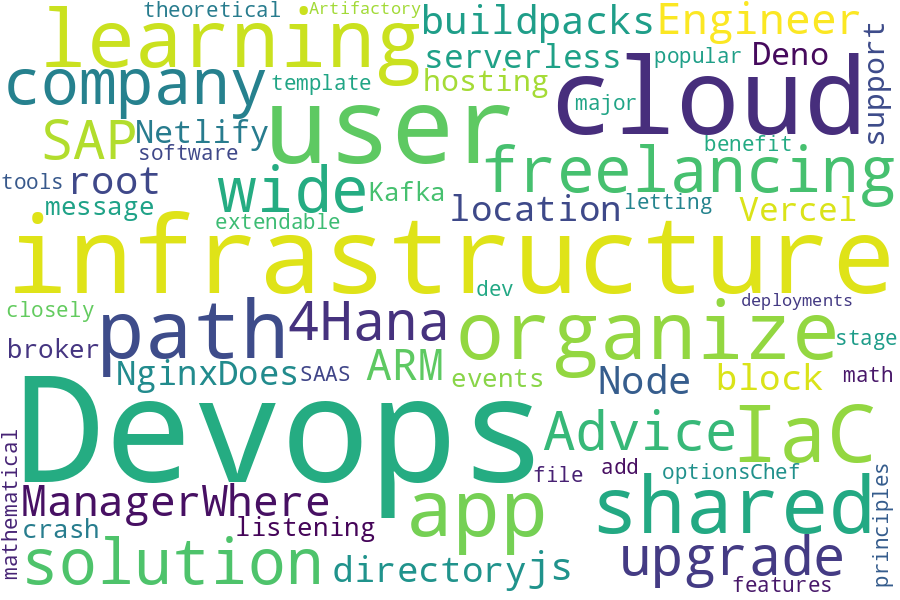 theoretical
Artifactory
learning
buildpacks
Engineer
serverless
popular
Deno
support
company
template
hosting
cloud
major
user
SAP
Netlify
software
benefit
freelancing
tools
root
wide
Kafka
message
location
letting
Vercel
extendable
infrastructure
dev
closely
path
4Hana
organize
deployments
stage
broker
NginxDoes
SAAS
ARM
events
Node
block
math
Devops
Advice
IaC
mathematical
ManagerWhere
app
file
add
optionsChef
principles
shared
crash
listening
solution
directoryjs
upgrade
features